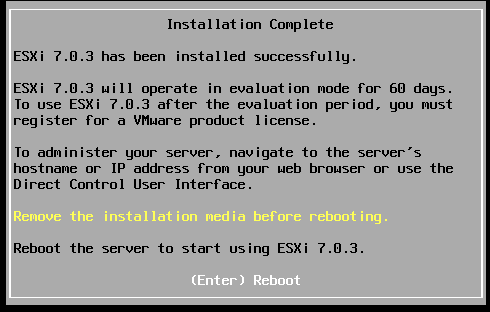 Installation Complete
ESXi 7.0.3 has been installed successfully.
ESXi 7.0.3 will operate in evaluation mode for 60 days.
To use ESXi 7.0.3 after the evaluation period, you must
register for a VMware product license.
To administer your server, navigate to the server's
hostname or IP address from your web browser or use the
Direct Control User Interface.
Remove the installation media before rebooting.
Reboot the server to start using ESXi 7.0.3.
(Enter) Reboot